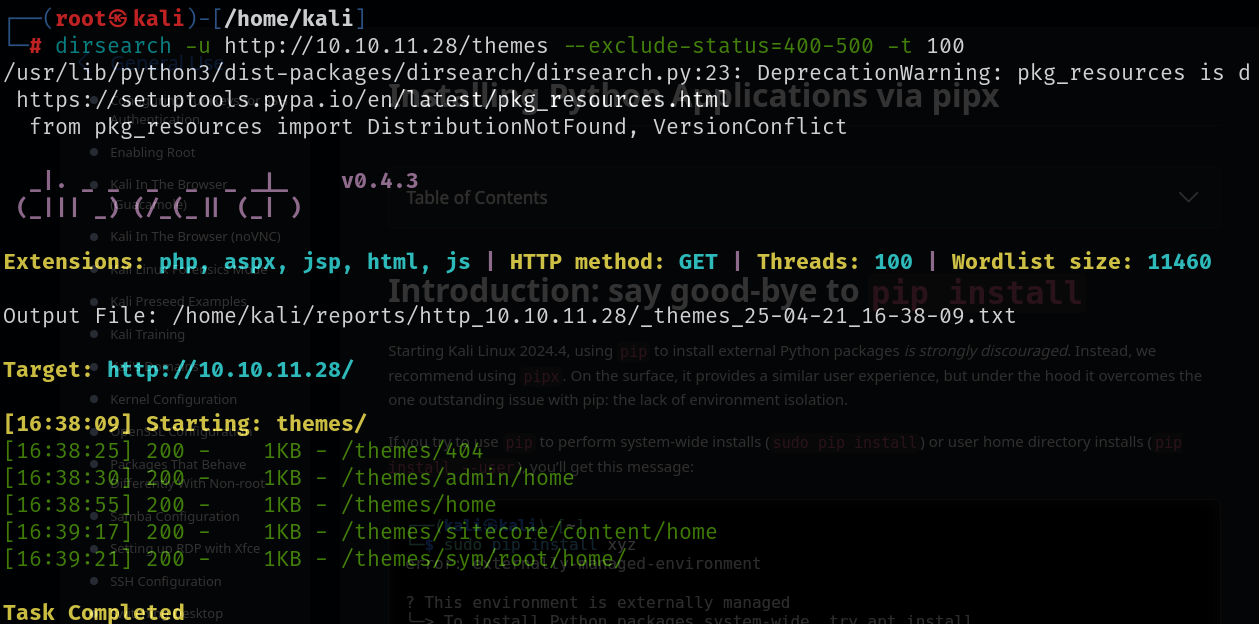 ┌──(root㉿kali)-[/home/kali]
└─# dirsearch -u http://10.10.11.28/themes --exclude-status=400-500 -t 100
/usr/lib/python3/dist-packages/dirsearch/dirsearch.py:23: DeprecationWarning: pkg_resources is d
https://setuptools.pypa.io/en/latest/pkg_resources.html
from pkg_resources import DistributionNotFound, VersionConflict
v0.4.3
Extensions: php, aspx, jsp, html, js | HTTP method: GET | Threads: 100 | Wordlist size: 11460
Output File: /home/kali/reports/http_10.10.11.28/_themes_25-04-21_16-38-09.txt
Target: http://10.10.11.28/
[16:38:09] Starting: themes/
[16:38:25] 200 - 1KB - /themes/404
[16:38:30] 200 - 1KB - /themes/admin/home
[16:38:55] 200 - 1KB - /themes/home
[16:39:17] 200 - 1KB - /themes/sitecore/content/home
[16:39:21] 200 - 1KB - /themes/sym/root/home/
Task Completed
General Use
Authentication
Enabling Root
Kali In The Browser
(Guacamole)
Kali In The Browser (noVNC)
Kali Linux Forensics Mode
Kali Preseed Examples
Kali Training
Kernel Configuration
OpenSSL Configuration
Packages That Behave
Differently With Non-root
Samba Configuration
Setting up RDP with Xfce
SSH Configuration
Installing Python Applications via pipx
Table of Contents
Introduction: say good-bye to pip install
Starting Kali Linux 2024.4, using pip to install external Python packages is strongly discouraged. Instead, we
recommend using pipx. On the surface, it provides a similar user experience, but under the hood it overcomes the
one outstanding issue with pip: the lack of environment isolation.
If you try to use pip to perform system-wide installs (sudo pip install) or user home directory installs (pip
install --user), you'll get this message:
┌──(kali㉿kali)-[~]
└─$ sudo pip install xyz
error: externally-managed-environment
? This environment is externally managed
╰─> To install Python packages system-wide, try apt install